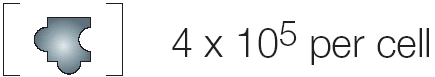 [ ] 4 x 10⁵ per cell